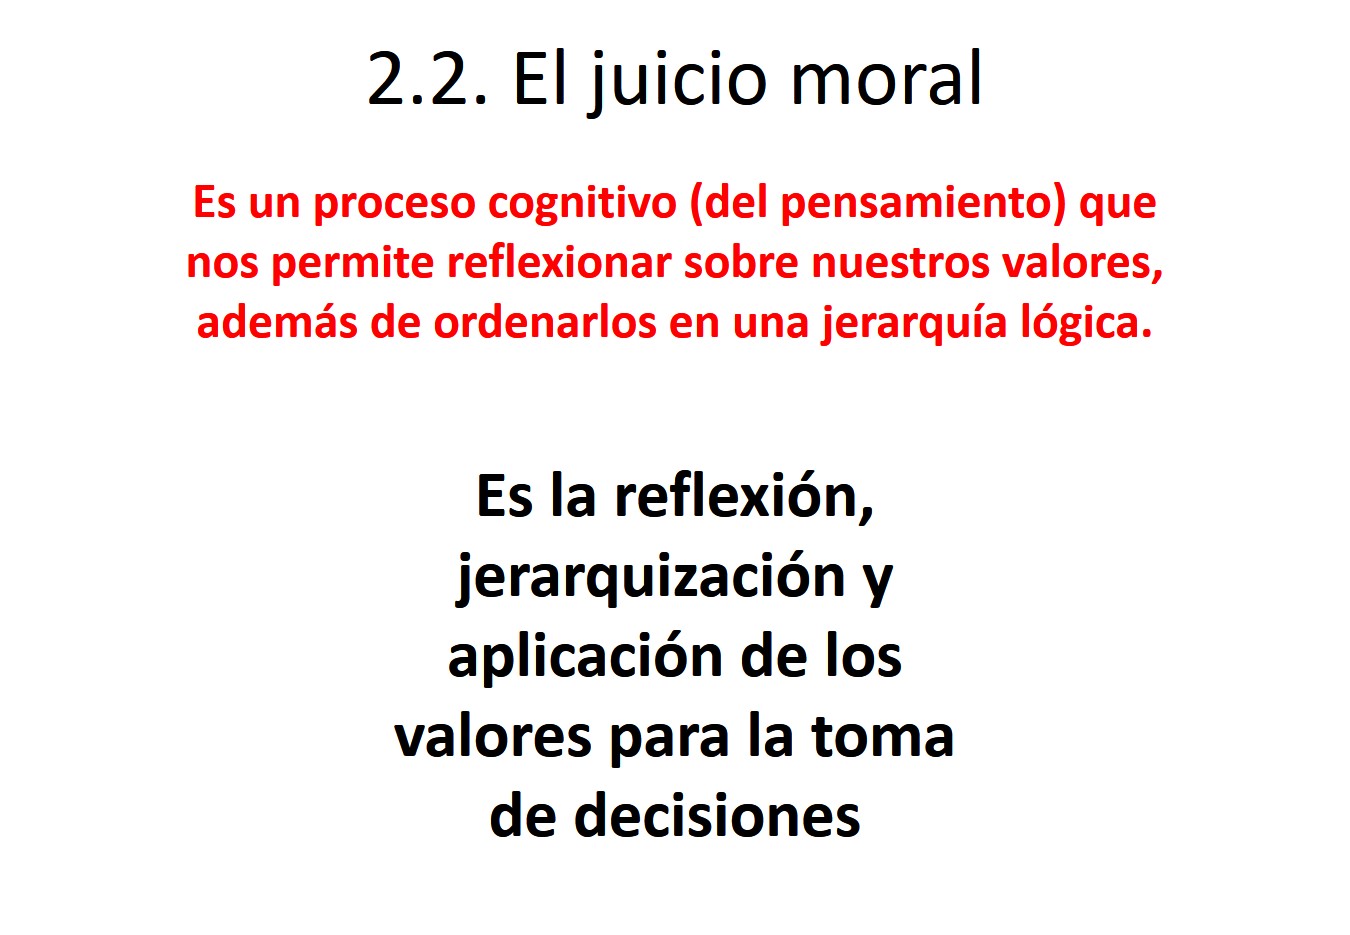 2.2. El juicio moral
Es un proceso cognitivo (del pensamiento) que
nos permite reflexionar sobre nuestros valores,
además de ordenarlos en una jerarquía lógica.
Es la reflexión,
jerarquización y
aplicación de los
valores para la toma
de decisiones